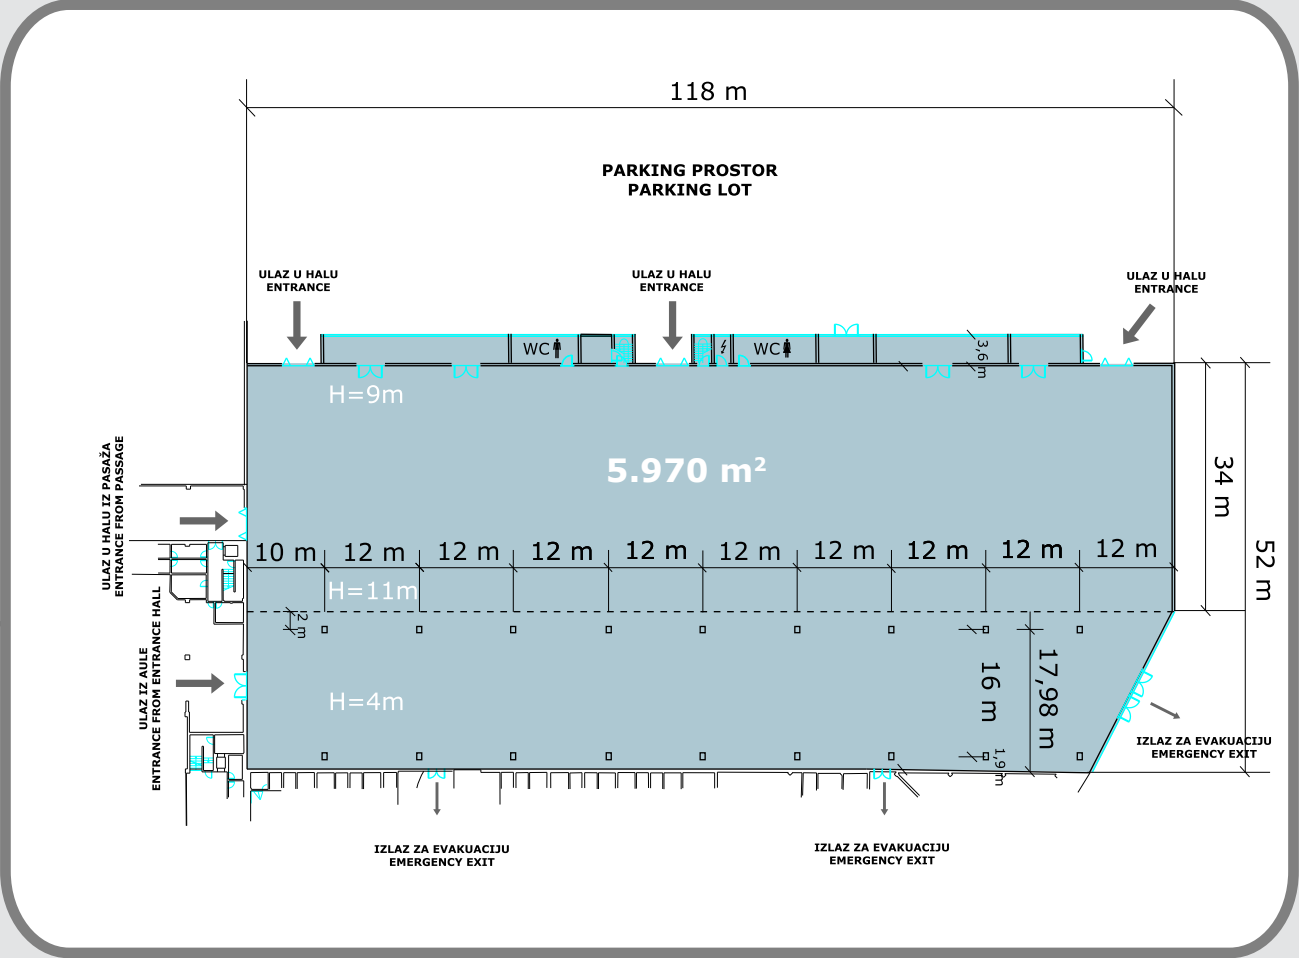 118 m
PARKING PROSTOR
PARKING LOT
ULAZ U HALU
ENTRANCE
ULAZ U HALU
ENTRANCE
ULAZ U HALU
ENTRANCE
WC
WC
3,6 m
H=9m
5.970 m²
34 m
52 m
ULAZ U HALU IZ PASAŽA
ENTRANCE FROM PASSAGE
10 m 12 m 12 m 12 m 12 m 12 m 12 m 12 m 12 m 12 m
H=11m
2 m
ULAZ IZ AULE
ENTRANCE FROM ENTRANCE HALL
H=4m
16 m
17,98 m
1,9 m
IZLAZ ZA EVAKUACIJU
EMERGENCY EXIT
IZLAZ ZA EVAKUACIJU
EMERGENCY EXIT
IZLAZ ZA EVAKUACIJU
EMERGENCY EXIT